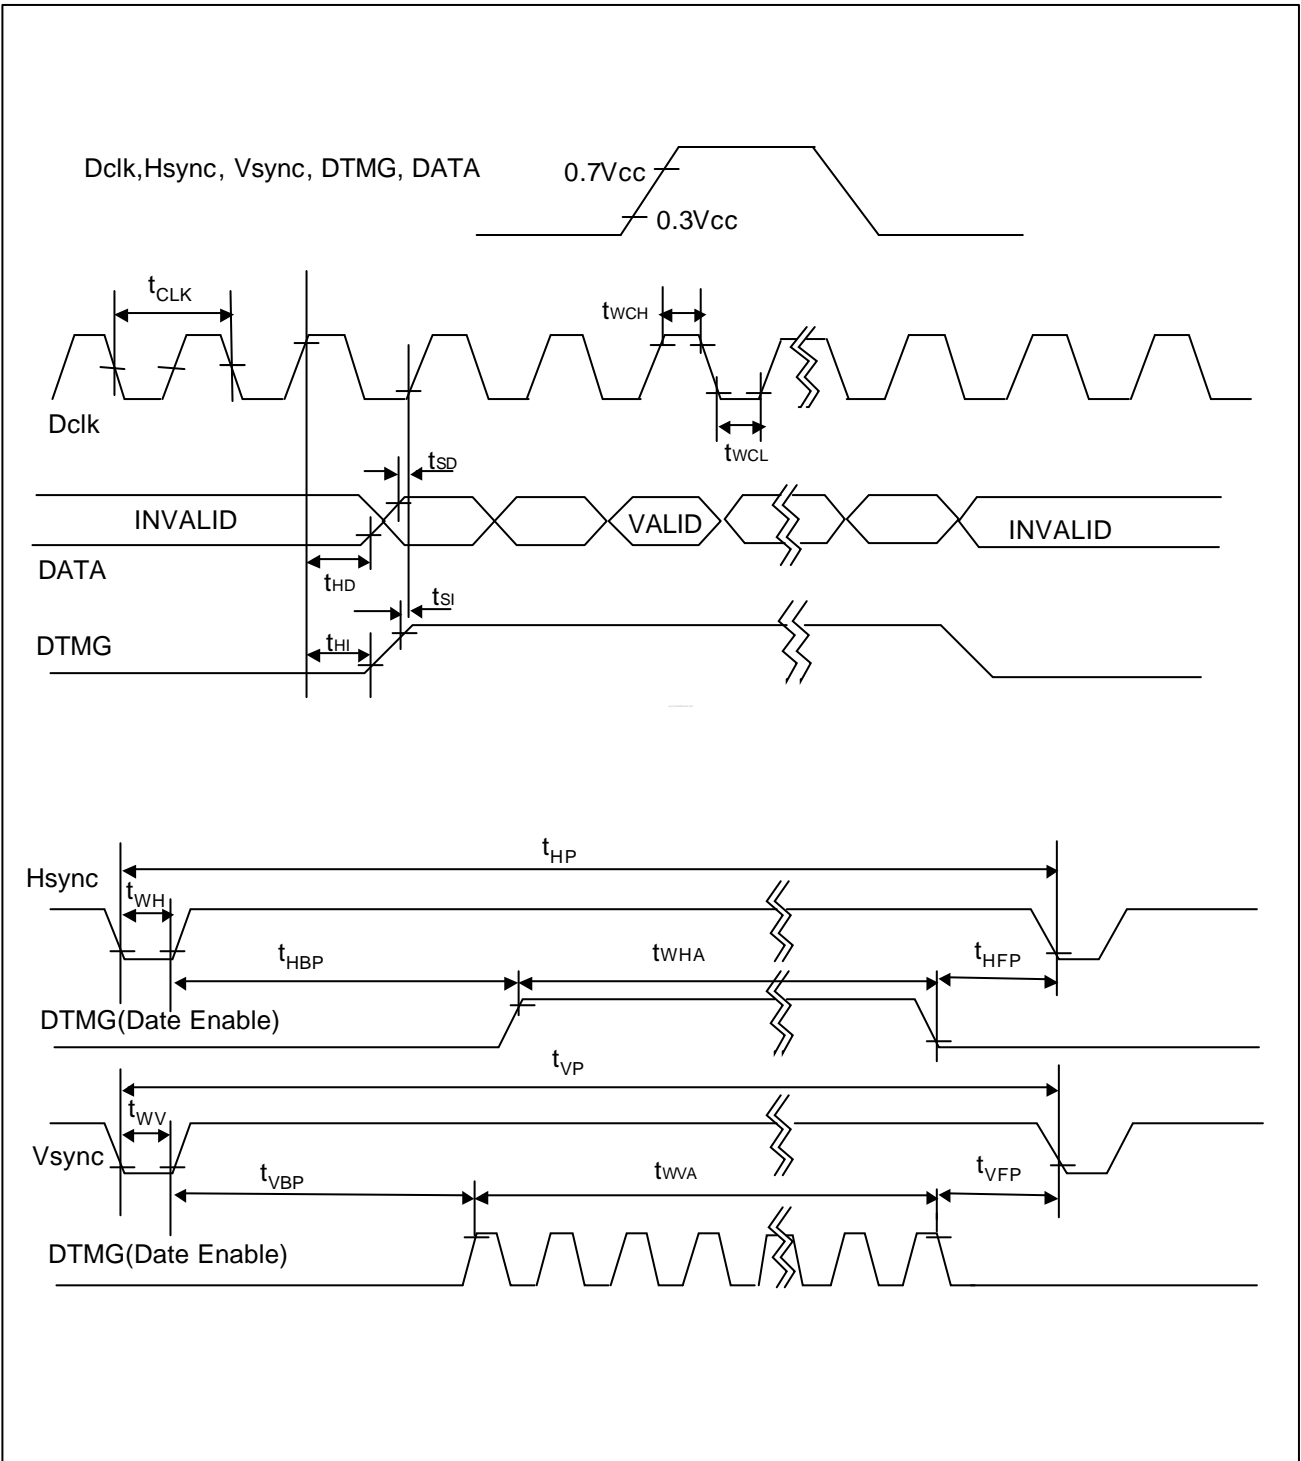 Dclk,Hsync, Vsync, DTMG, DATA
0.7Vcc
0.3Vcc
tCLK
tWCH
Dclk
tWCL
tSD
INVALID
VALID
INVALID
DATA
tHD
tSI
DTMG
tHI
tHP
Hsync
tWH
tHBP
tWHA
tHFP
DTMG(Date Enable)
tVP
tWV
Vsync
tVBP
tWVA
tVFP
DTMG(Date Enable)